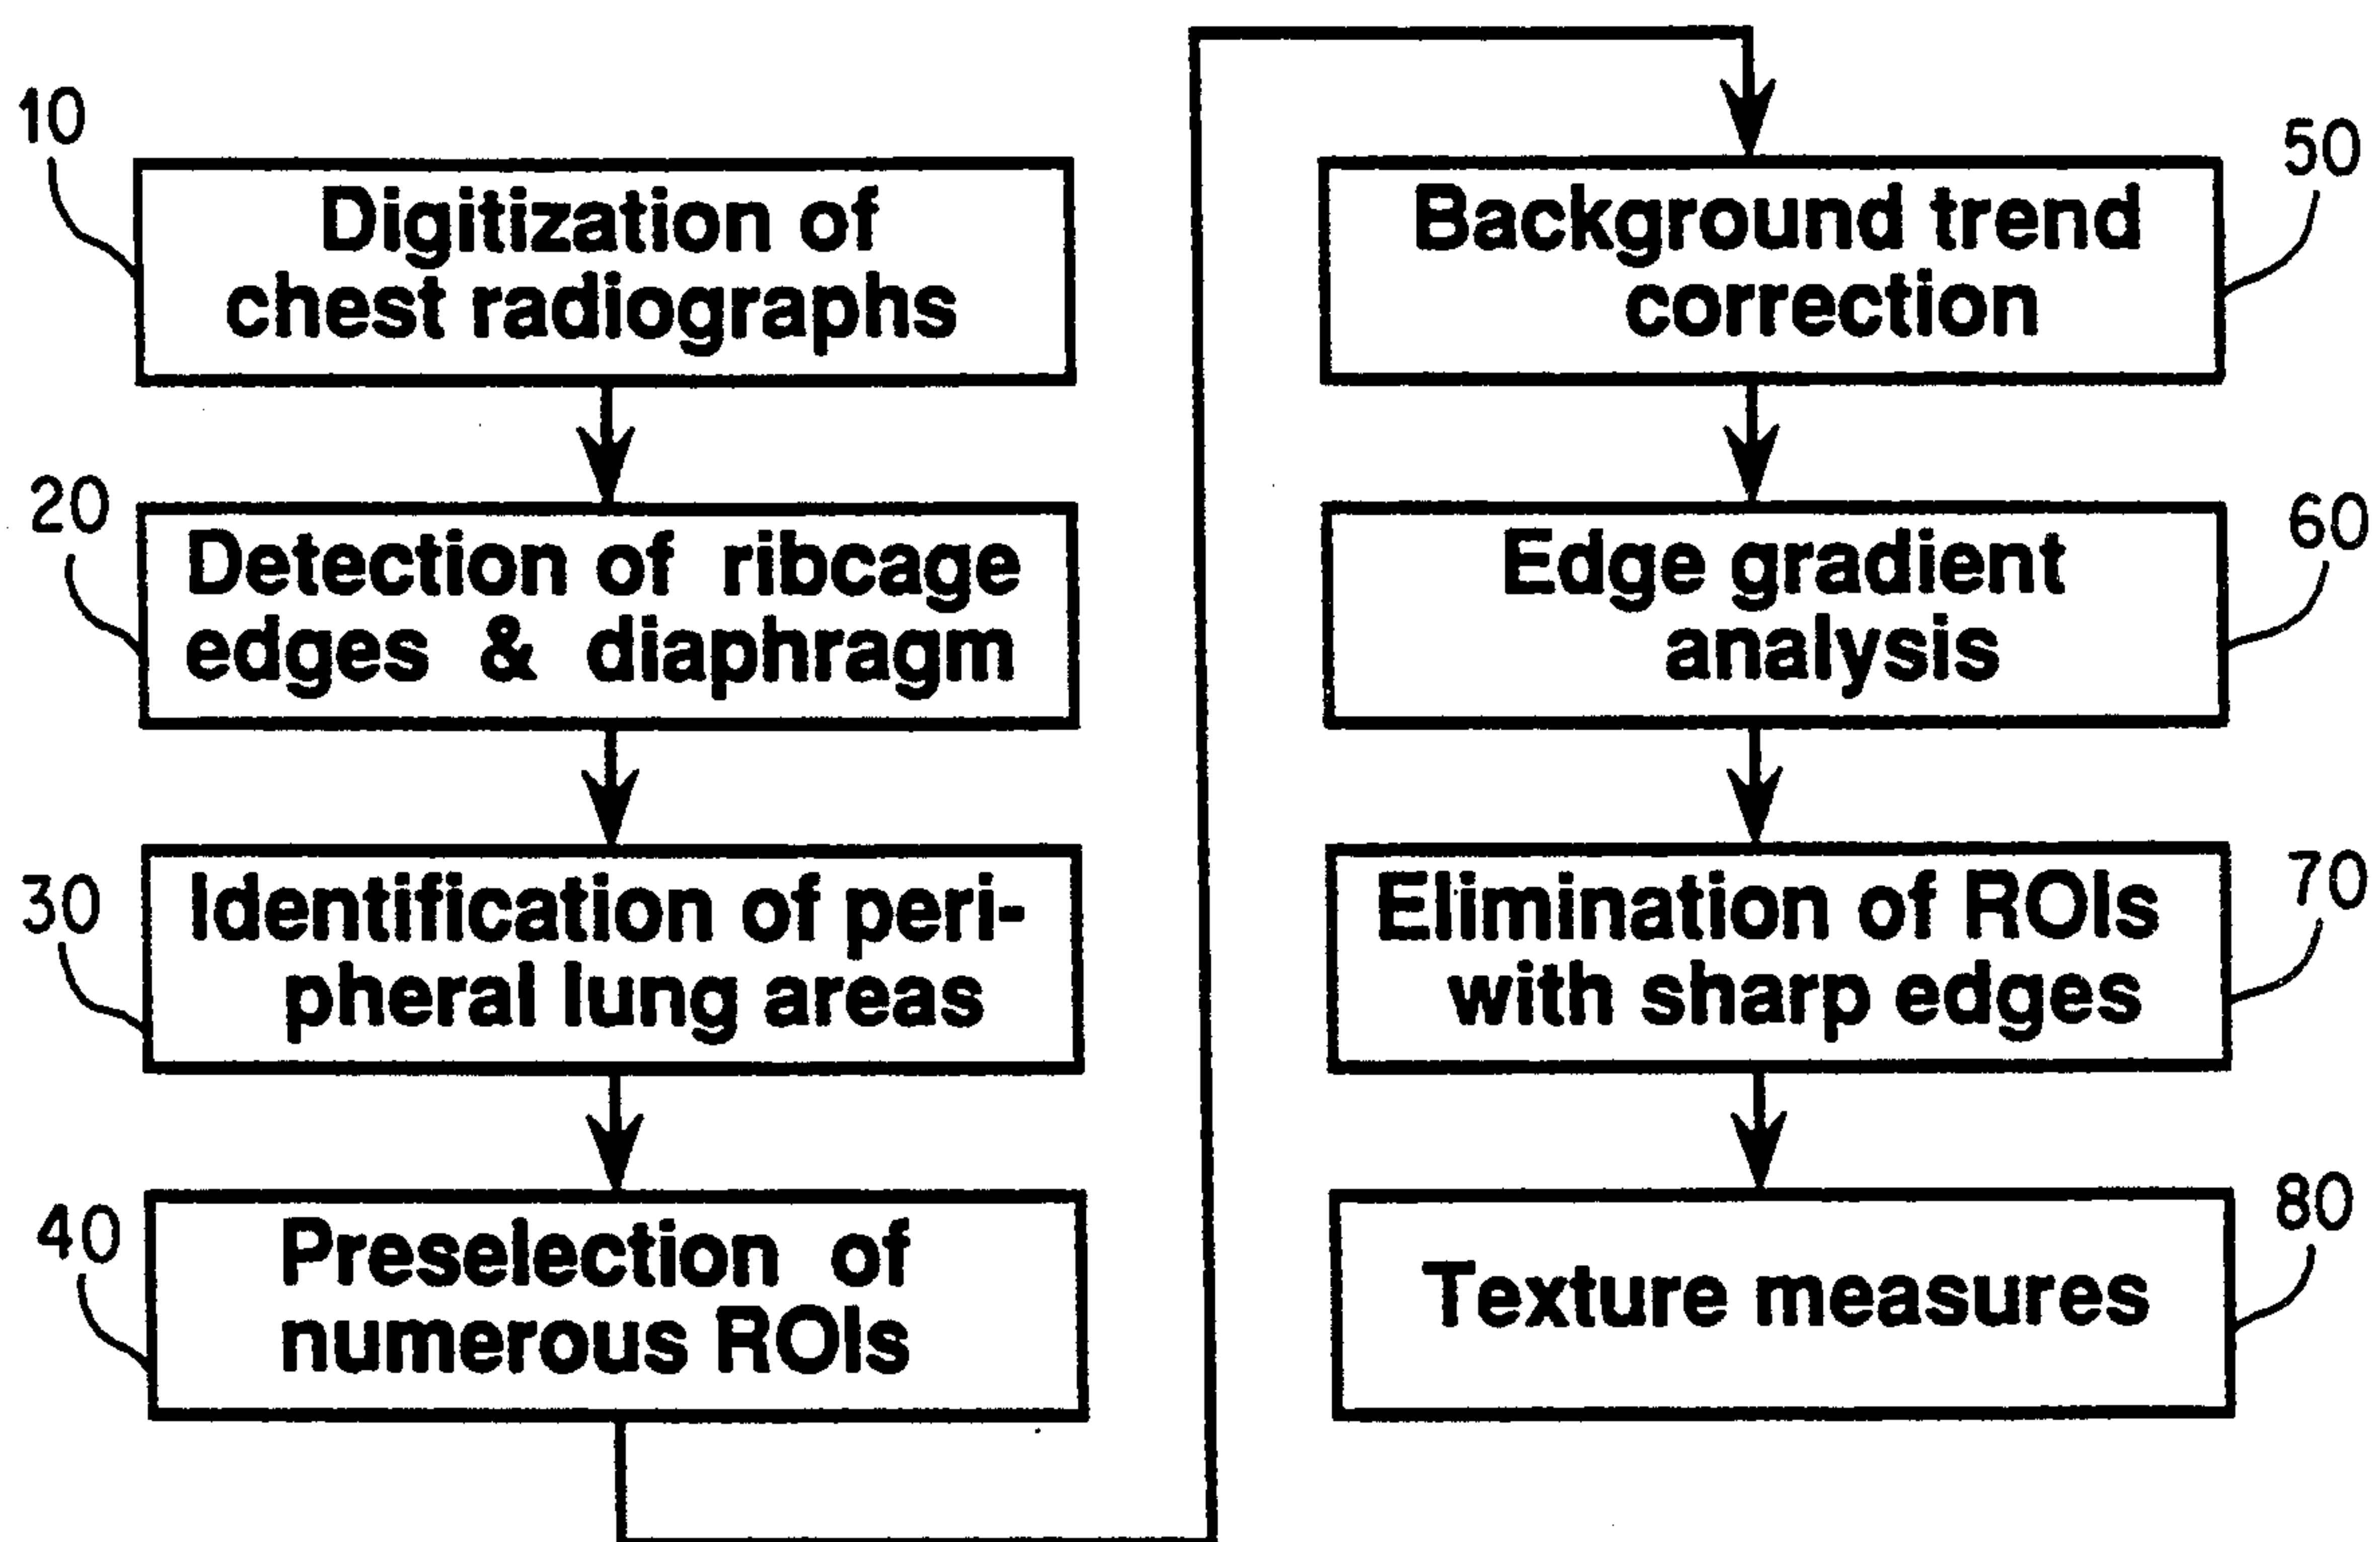 10
Digitization of
chest radiographs
20
Detection of ribcage
edges & diaphragm
30
Identification of peri-
pheral lung areas
40
Preselection of
numerous ROIs
50
Background trend
correction
60
Edge gradient
analysis
70
Elimination of ROIs
with sharp edges
80
Texture measures